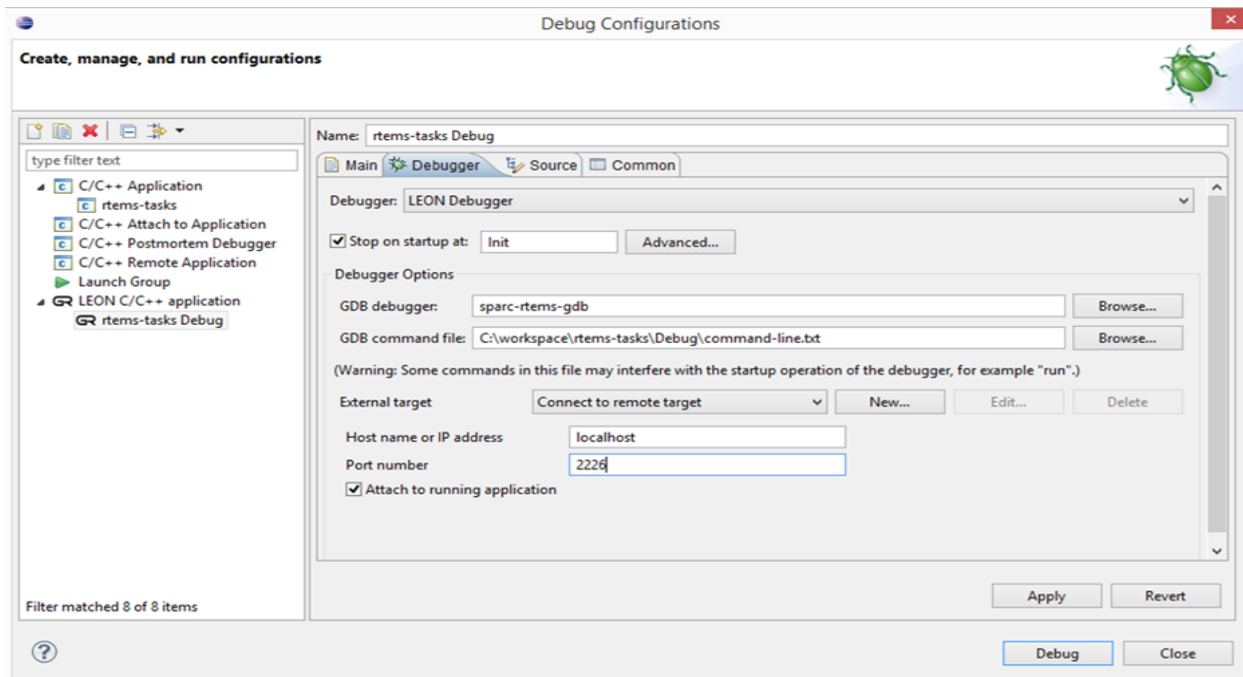 Debug Configurations
Create, manage, and run configurations
type filter text
C/C++ Application
rtems-tasks
C/C++ Attach to Application
C/C++ Postmortem Debugger
C/C++ Remote Application
Launch Group
GR LEON C/C++ application
GR rtems-tasks Debug
Filter matched 8 of 8 items
Name: rtems-tasks Debug
Main Debugger Source Common
Debugger: LEON Debugger
Stop on startup at: Init Advanced...
Debugger Options
GDB debugger: sparc-rtems-gdb Browse...
GDB command file: C:\workspace\rtems-tasks\Debug\command-line.txt Browse...
(Warning: Some commands in this file may interfere with the startup operation of the debugger, for example "run".)
External target Connect to remote target New... Edit... Delete
Host name or IP address localhost
Port number 2226
Attach to running application
Apply Revert
Debug Close